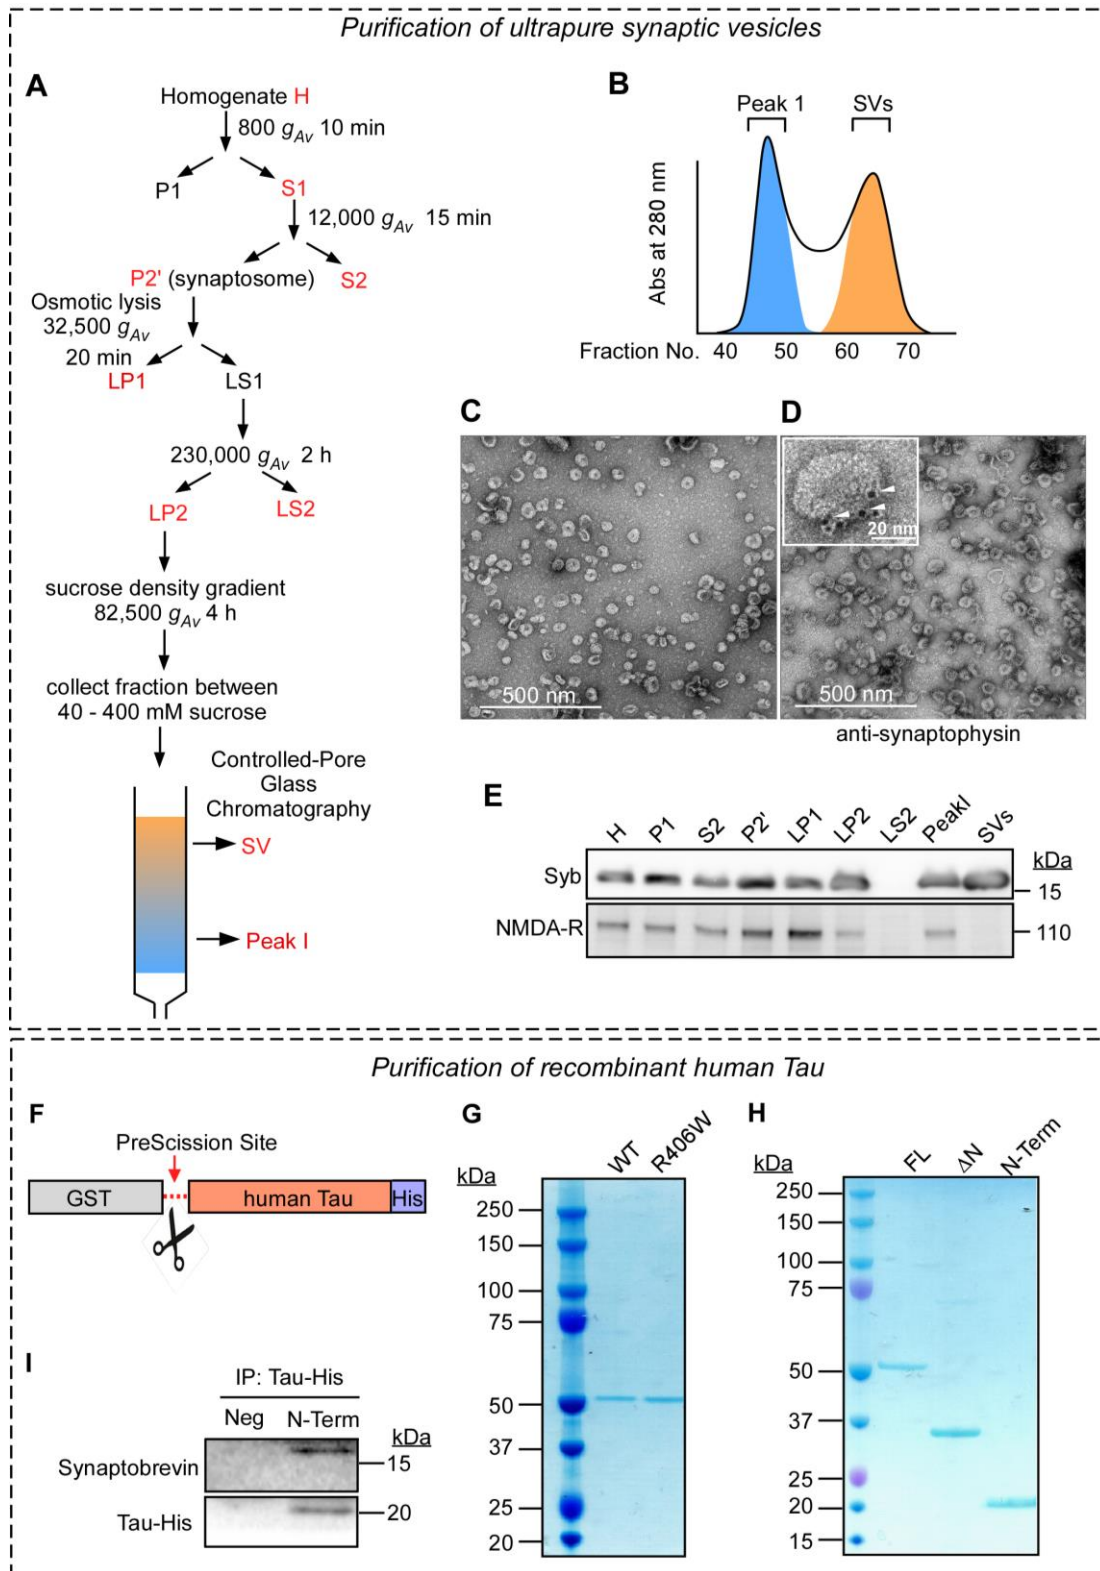 Purification of ultrapure synaptic vesicles
A
Homogenate H
800 gAv 10 min
P1
S1
12,000 gAv 15 min
P2' (synaptosome)
S2
Osmotic lysis
32,500 gAv
20 min
LP1
LS1
230,000 gAv 2 h
LP2
LS2
sucrose density gradient
82,500 gAv 4 h
collect fraction between
40 - 400 mM sucrose
Controlled-Pore
Glass
Chromatography
SV
Peak I
B
Peak 1
SVs
Abs at 280 nm
Fraction No. 40 50 60 70
C
500 nm
D
20 nm
500 nm
anti-synaptophysin
E
H P1 S2 P2' LP1 LP2 LS2 PeakI SVs
kDa
Syb
15
NMDA-R
110
Purification of recombinant human Tau
F
PreScission Site
GST
human Tau
His
G
kDa
WT R406W
250
150
100
75
50
37
25
20
H
kDa
FL ΔN N-Term
250
150
100
75
50
37
25
20
15
I
IP: Tau-His
Neg N-Term
kDa
Synaptobrevin
15
Tau-His
20